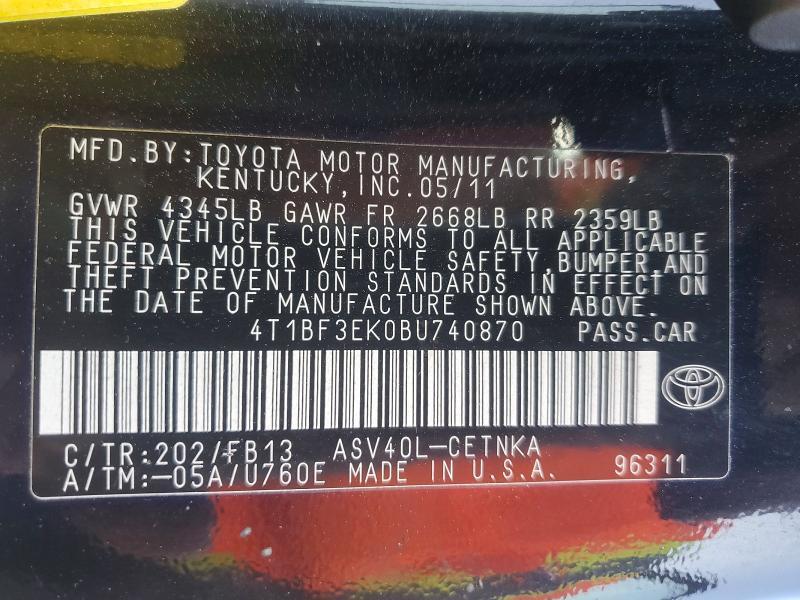 MFD.BY:TOYOTA MOTOR MANUFACTURING,
KENTUCKY,INC.05/11
GVWR 4345LB GAWR FR 2668LB RR 2359LB
THIS VEHICLE CONFORMS TO ALL APPLICABLE
FEDERAL MOTOR VEHICLE SAFETY,BUMPER,AND
THEFT PREVENTION STANDARDS IN EFFECT ON
THE DATE OF MANUFACTURE SHOWN ABOVE.
4T1BF3EK0BU740870 PASS.CAR
C/TR:202/FB13 ASV40L-CETNKA
A/TM:-05A/U760E MADE IN U.S.A. 96311